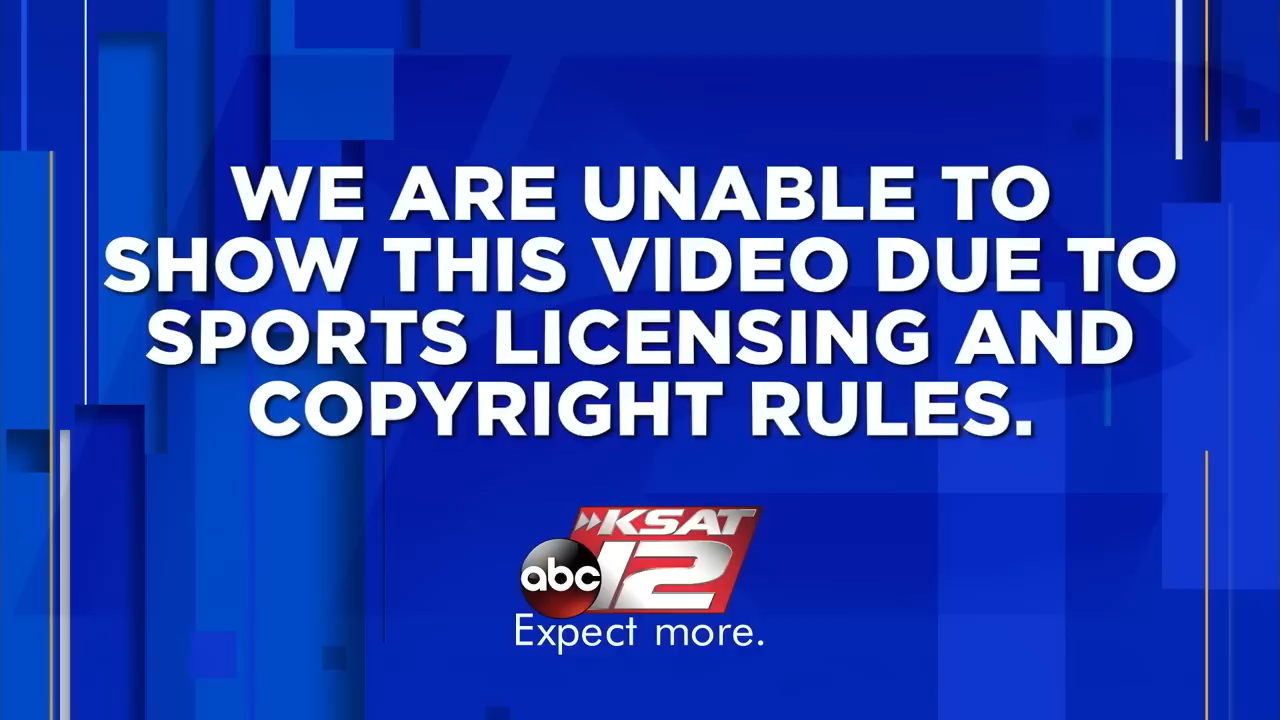 WE ARE UNABLE TO
SHOW THIS VIDEO DUE TO
SPORTS LICENSING AND
COPYRIGHT RULES.
KSAT
abc 12
Expect more.